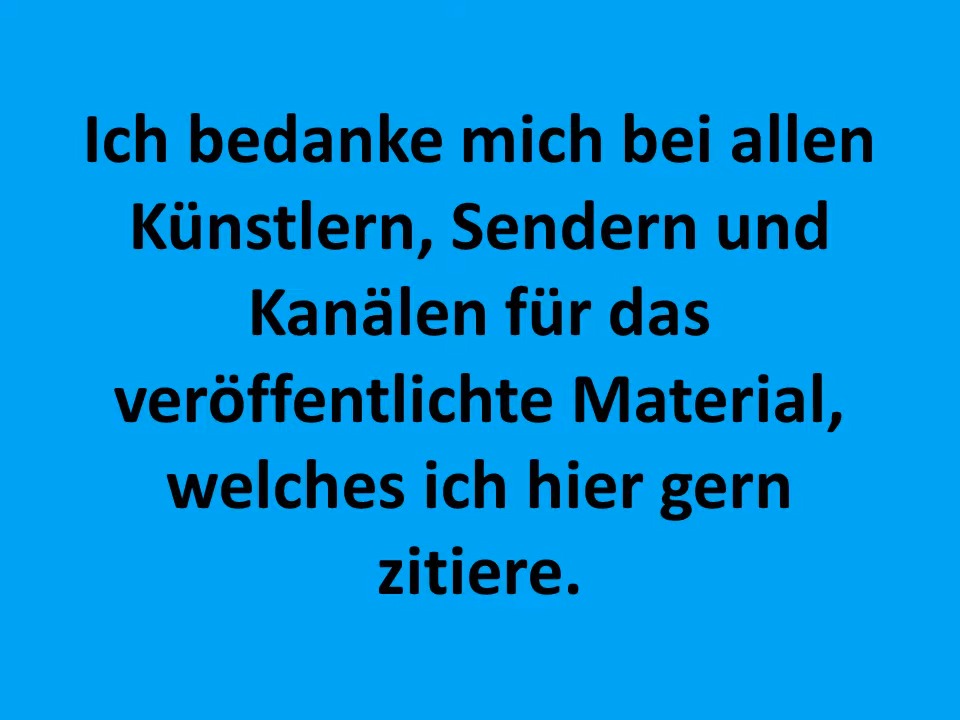 Ich bedanke mich bei allen
Künstlern, Sendern und
Kanälen für das
veröffentlichte Material,
welches ich hier gern
zitiere.